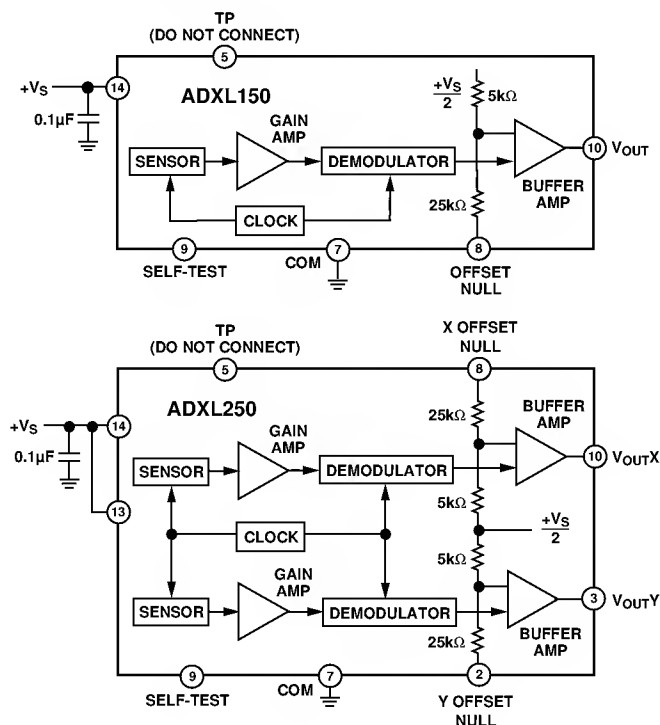 TP
(DO NOT CONNECT)
5
+VS
14
0.1µF
ADXL150
+VS
2
5kΩ
GAIN
AMP
SENSOR
DEMODULATOR
10
VOUT
BUFFER
AMP
25kΩ
CLOCK
9
SELF-TEST
COM
7
8
OFFSET
NULL
TP
(DO NOT CONNECT)
5
X OFFSET
NULL
8
+VS
14
0.1µF
13
ADXL250
25kΩ
BUFFER
AMP
GAIN
AMP
SENSOR
DEMODULATOR
10
VOUTX
5kΩ
CLOCK
+VS
2
5kΩ
GAIN
AMP
SENSOR
DEMODULATOR
3
VOUTY
25kΩ
BUFFER
AMP
9
SELF-TEST
COM
7
2
Y OFFSET
NULL